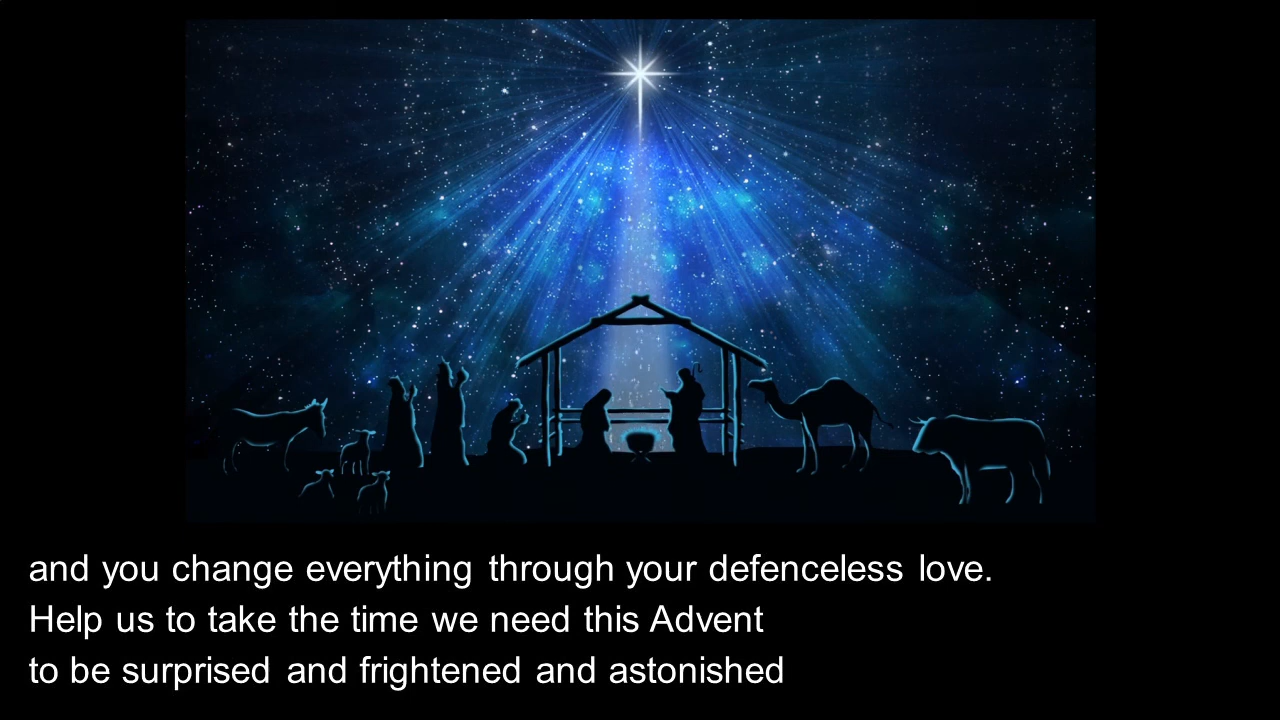 and you change everything through your defenceless love.
Help us to take the time we need this Advent
to be surprised and frightened and astonished